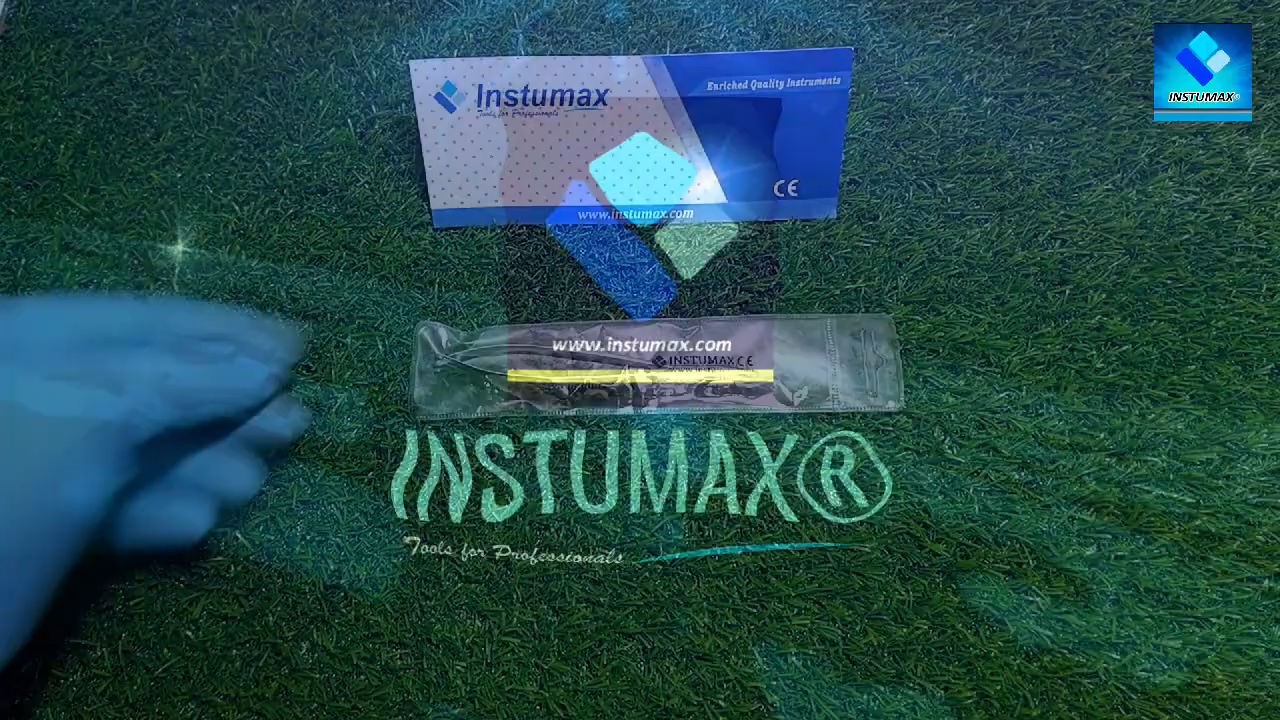 Instumax
Tools for Professionals
Enriched Quality Instruments
CE
www.instumax.com
INSTUMAX®
www.instumax.com
INSTUMAX CE
INSTUMAX®
Tools for Professionals